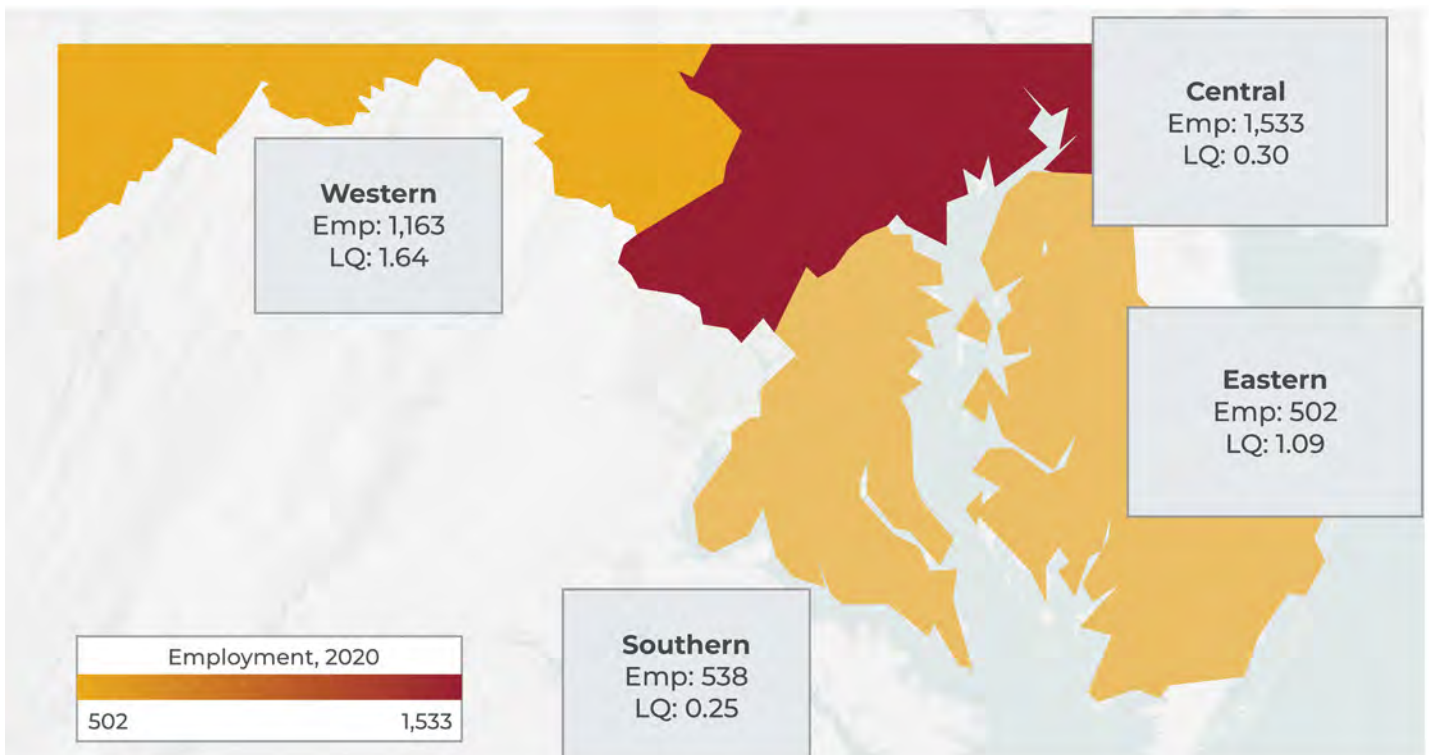 Central
Emp: 1,533
LQ: 0.30
Western
Emp: 1,163
LQ: 1.64
Eastern
Emp: 502
LQ: 1.09
Southern
Emp: 538
LQ: 0.25
Employment, 2020
502 1,533